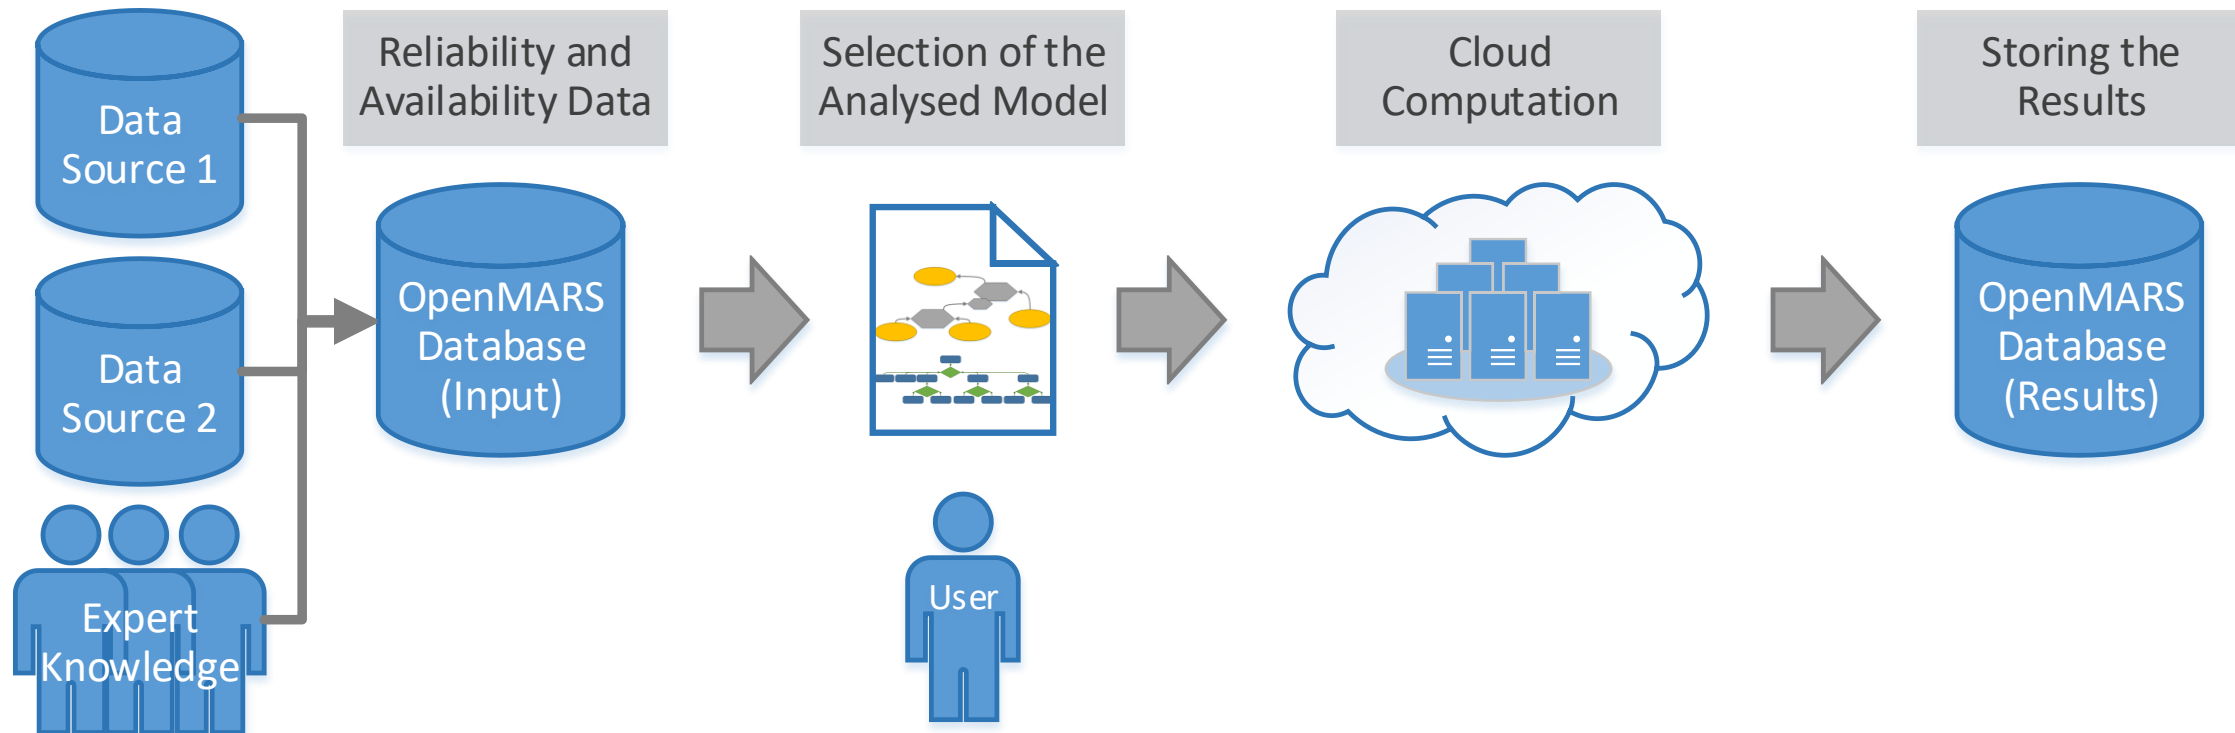 Data
Source 1
Data
Source 2
Expert
Knowledge
Reliability and
Availability Data
OpenMARS
Database
(Input)
Selection of the
Analysed Model
User
Cloud
Computation
Storing the
Results
OpenMARS
Database
(Results)